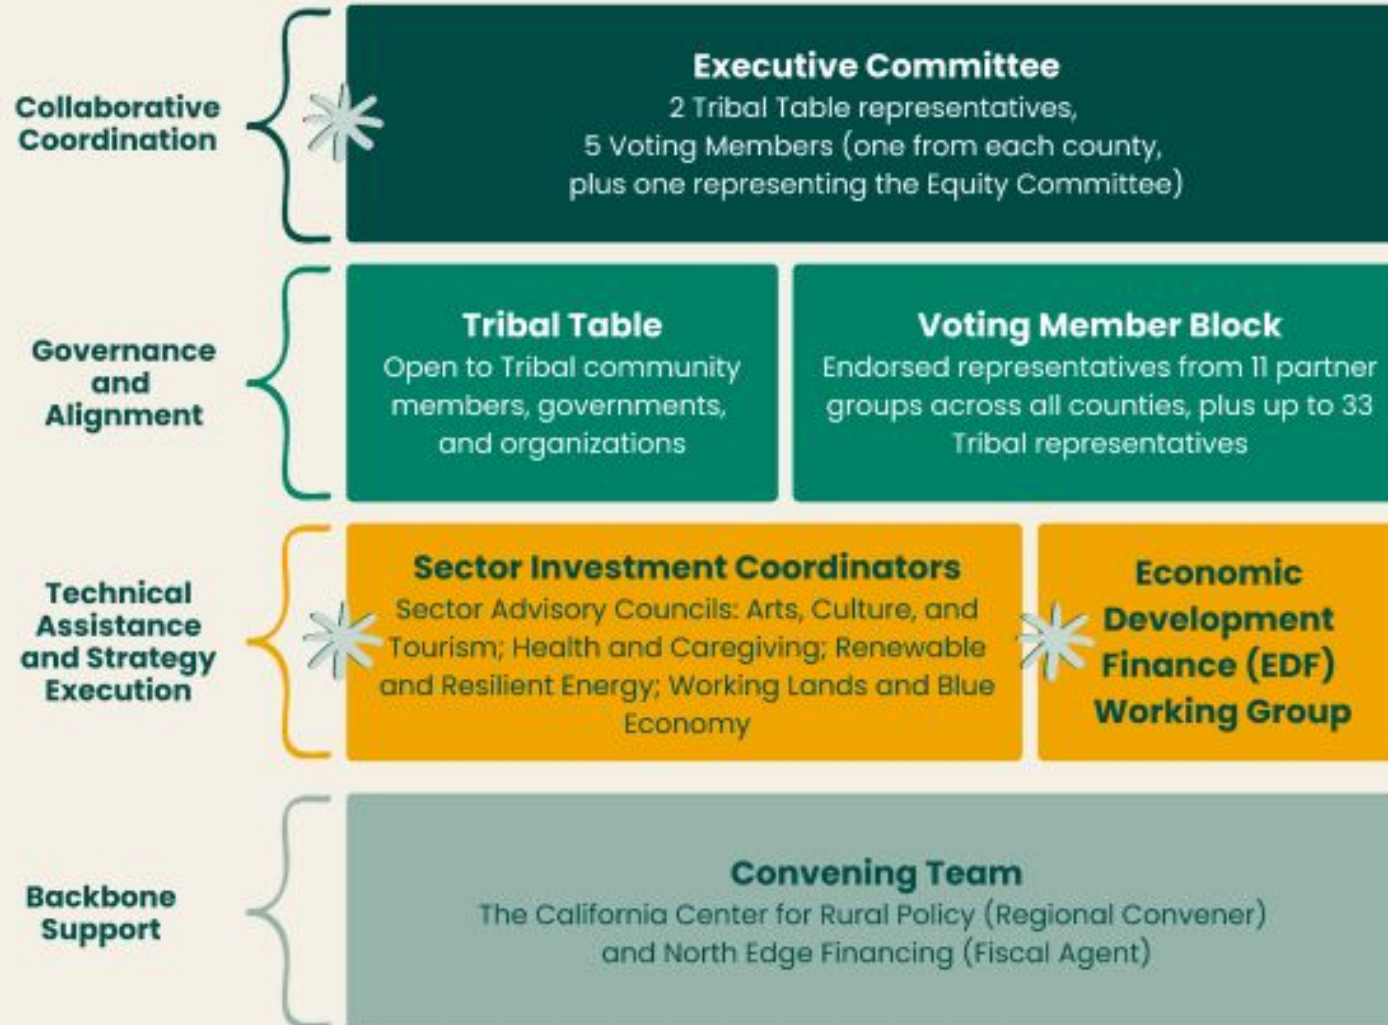 Collaborative
Coordination
Executive Committee
2 Tribal Table representatives,
5 Voting Members (one from each county,
plus one representing the Equity Committee)
Governance
and
Alignment
Tribal Table
Open to Tribal community
members, governments,
and organizations
Voting Member Block
Endorsed representatives from 11 partner
groups across all counties, plus up to 33
Tribal representatives
Technical
Assistance
and Strategy
Execution
Sector Investment Coordinators
Sector Advisory Councils: Arts, Culture, and
Tourism; Health and Caregiving; Renewable
and Resilient Energy; Working Lands and Blue
Economy
Economic
Development
Finance (EDF)
Working Group
Backbone
Support
Convening Team
The California Center for Rural Policy (Regional Convener)
and North Edge Financing (Fiscal Agent)